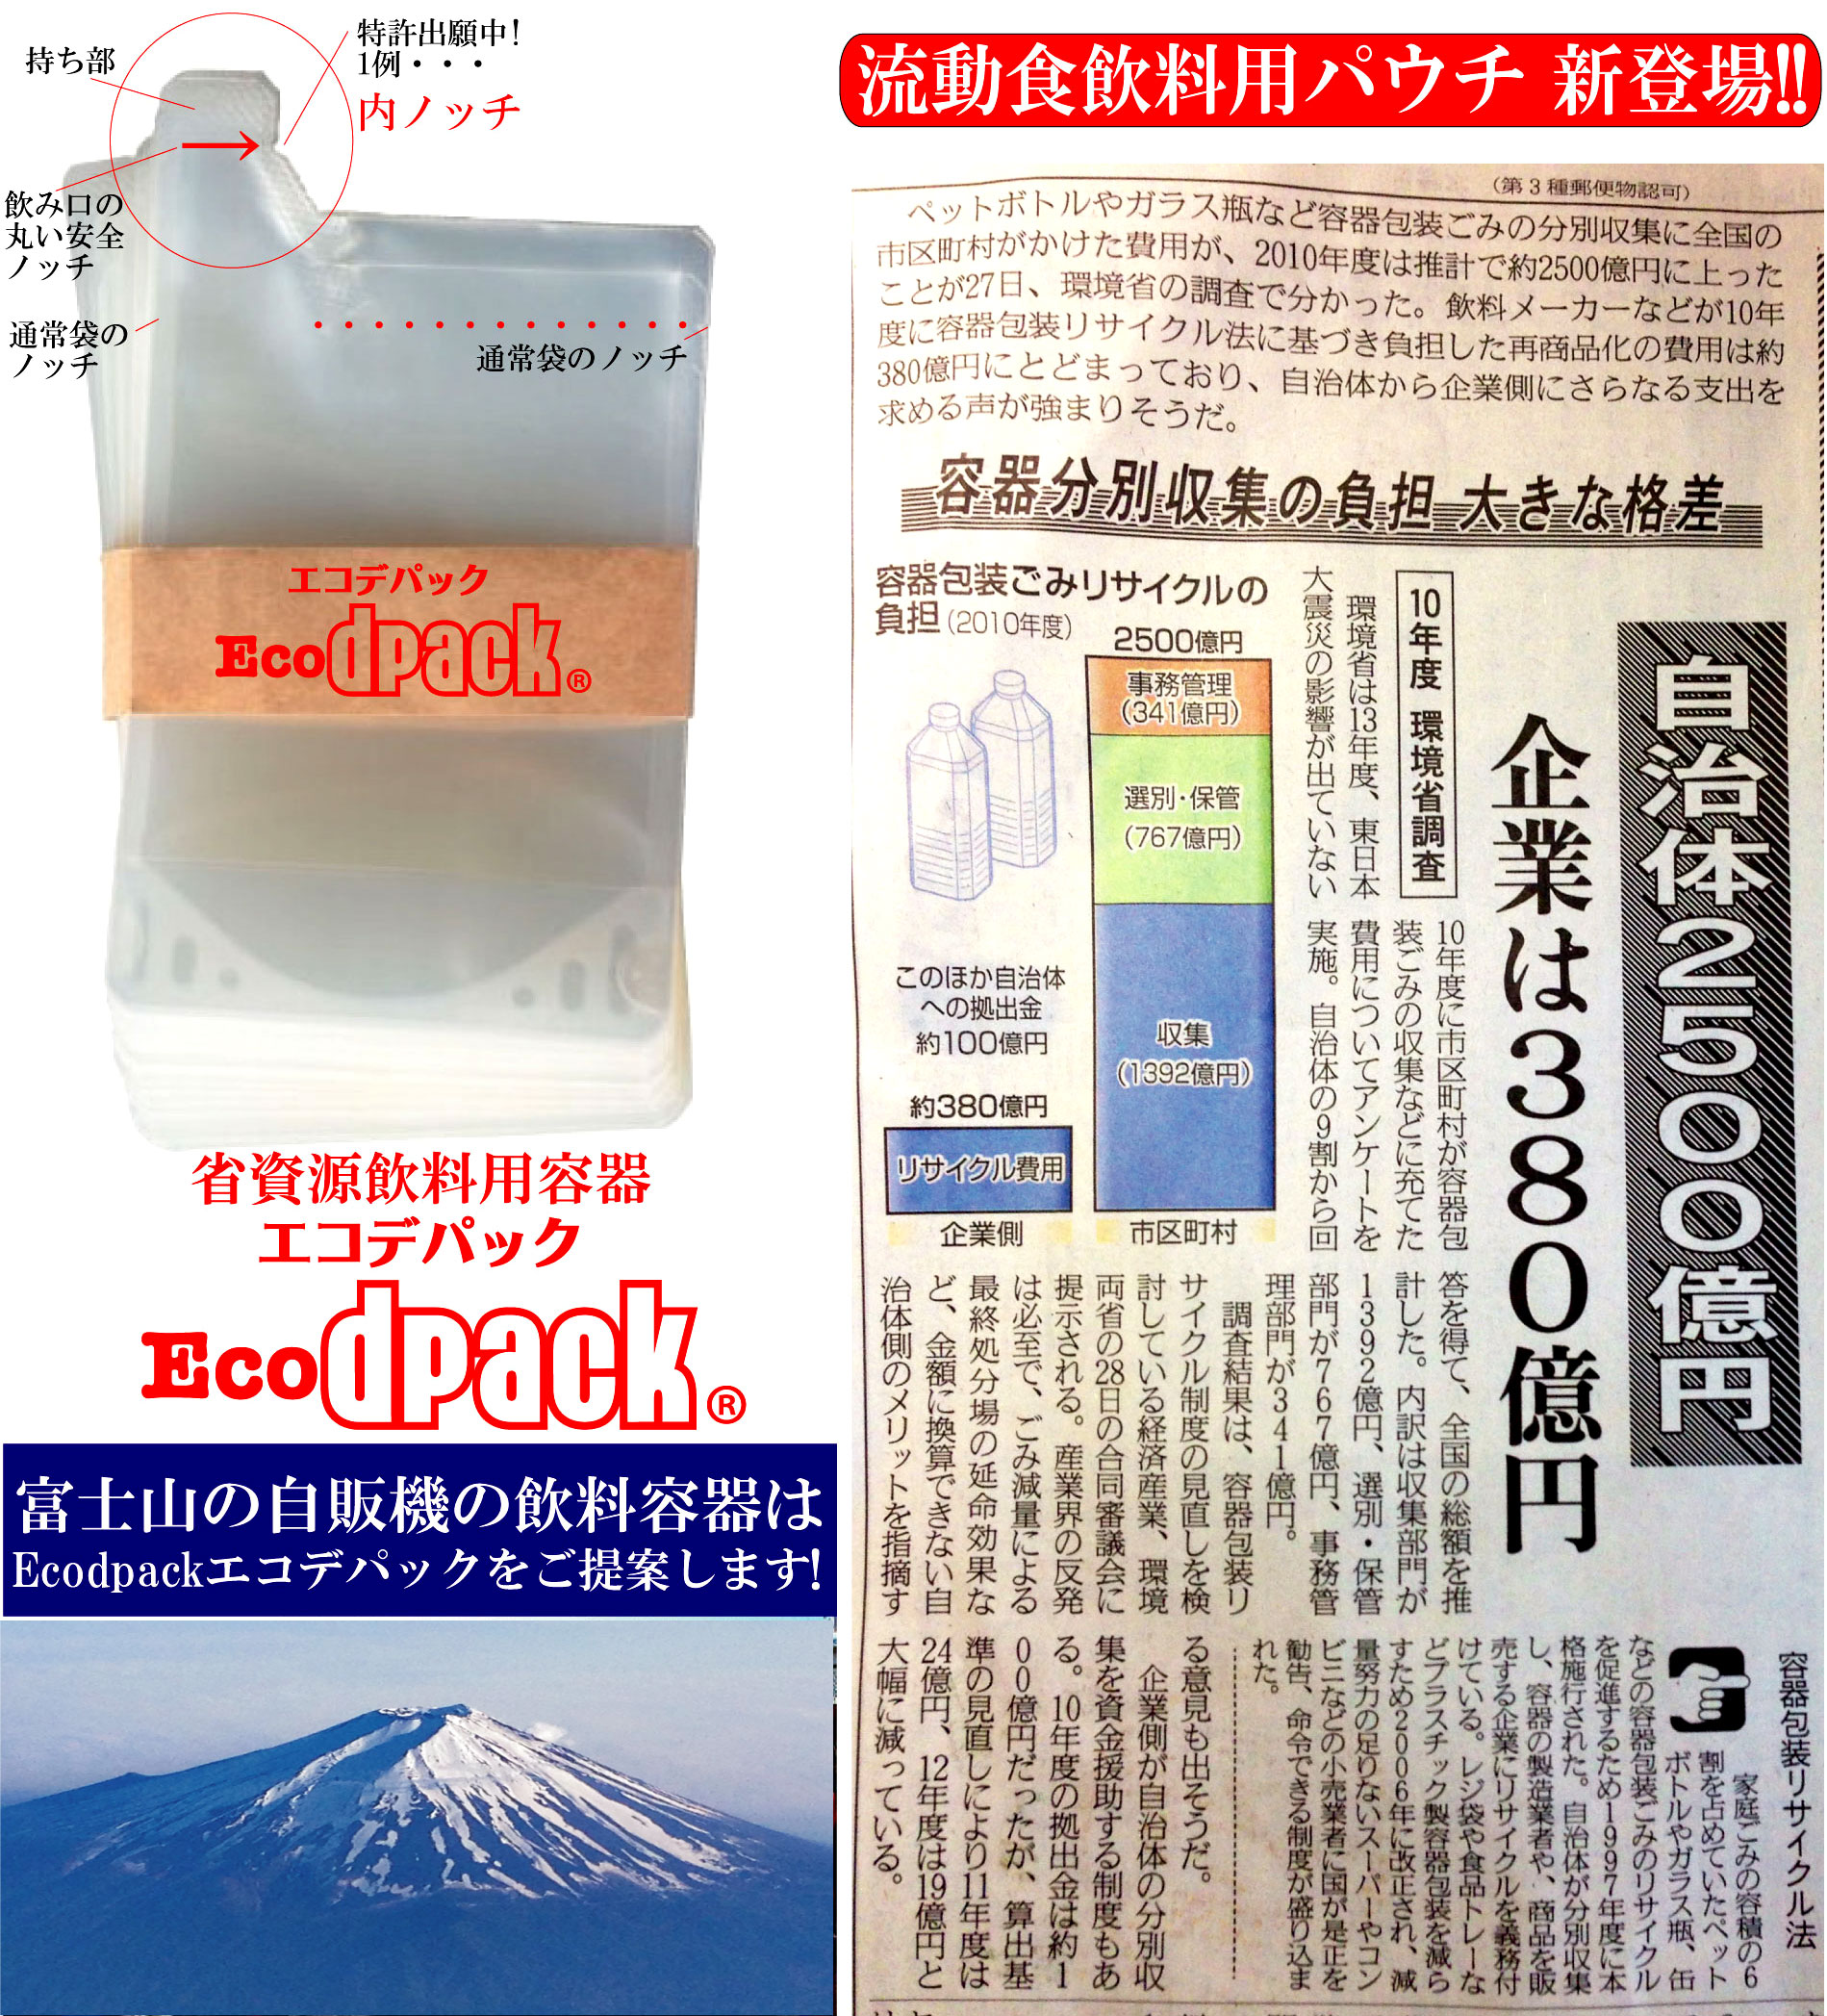 持ち部
特許出願中!
1例・・・
内ノッチ
飲み口の
丸い安全
ノッチ
通常袋の
ノッチ
通常袋のノッチ
エコデパック
Ecodpack®
省資源飲料用容器
エコデパック
Ecodpack®
富士山の自販機の飲料容器は
Ecodpackエコデパックをご提案します!
流動食飲料用パウチ 新登場!!
(第3種郵便物認可)
ペットボトルやガラス瓶など容器包装ごみの分別収集に全国の
市区町村がかけた費用が、2010年度は推計で約2500億円に上った
ことが27日、環境省の調査で分かった。飲料メーカーなどが10年
度に容器包装リサイクル法に基づき負担した再商品化の費用は約
380億円にとどまっており、自治体から企業側にさらなる支出を
求める声が強まりそうだ。
容器分別収集の負担 大きな格差
自治体2500億円
企業は380億円
10年度 環境省調査
容器包装ごみリサイクルの
負担(2010年度)
2500億円
事務管理
(341億円)
選別・保管
(767億円)
収集
(1392億円)
市区町村
このほか自治体
への拠出金
約100億円
約380億円
リサイクル費用
企業側
環境省は13年度、東日本
大震災の影響が出ていない
10年度に市区町村が容器包
装ごみの収集などに充てた
費用についてアンケートを
実施。自治体の9割から回
答を得て、全国の総額を推
計した。内訳は収集部門が
1392億円、選別・保管
部門が767億円、事務管
理部門が341億円。
調査結果は、容器包装リ
サイクル制度の見直しを検
討している経済産業、環境
両省の28日の合同審議会に
提示される。産業界の反発
は必至で、ごみ減量による
最終処分場の延命効果な
ど、金額に換算できない自
治体側のメリットを指摘す
る意見も出そうだ。
企業側が自治体の分別収
集を資金援助する制度もあ
る。10年度の拠出金は約1
00億円だったが、算出基
準の見直しにより11年度は
24億円、12年度は19億円と
大幅に減っている。
容器包装リサイクル法
家庭ごみの容積の6
割を占めていたペット
ボトルやガラス瓶、缶
などの容器包装ごみのリサイクル
を促進するため1997年度に本
格施行された。自治体が分別収集
し、容器の製造業者や、商品を販
売する企業にリサイクルを義務付
けている。レジ袋や食品トレーな
どプラスチック製容器包装を減ら
すため2006年に改正され、減
量努力の足りないスーパーやコン
ビニなどの小売業者に国が是正を
勧告、命令できる制度が盛り込ま
れた。